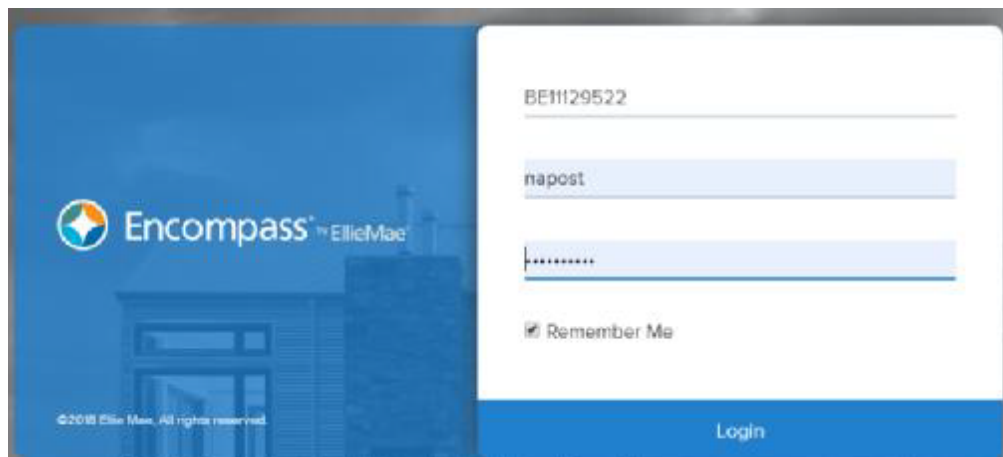 BE11129522
napost
Encompass® by EllieMae®
••••••••••
Remember Me
©2018 Ellie Mae, All rights reserved.
Login